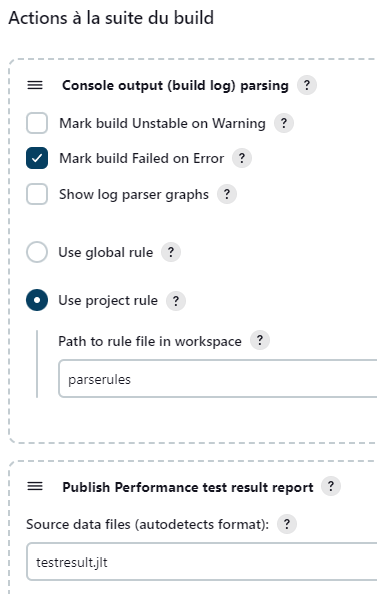 Actions à la suite du build
Console output (build log) parsing ?
Mark build Unstable on Warning ?
Mark build Failed on Error ?
Show log parser graphs ?
Use global rule ?
Use project rule ?
Path to rule file in workspace ?
parserules
Publish Performance test result report ?
Source data files (autodetects format): ?
testresult.jlt